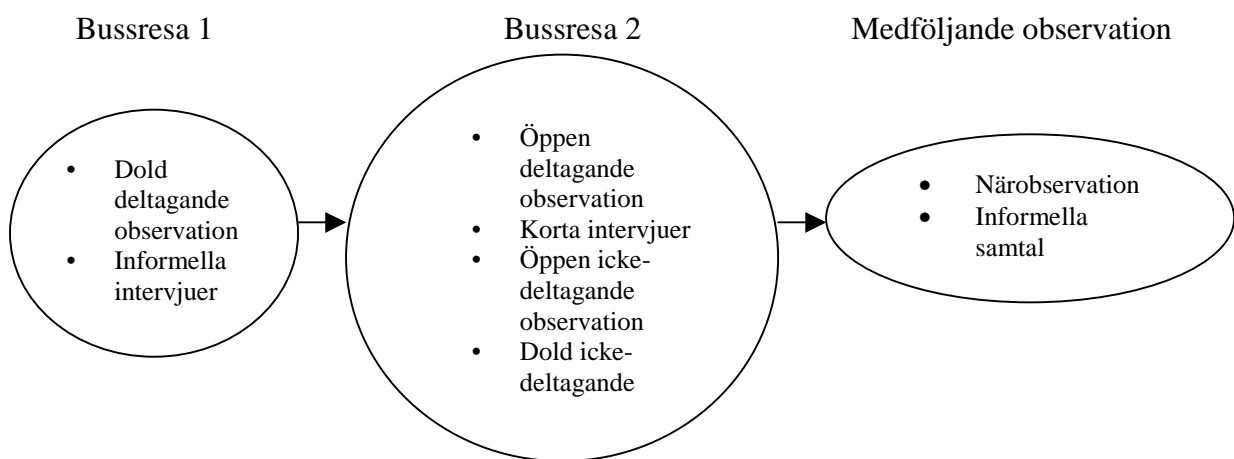 Bussresa 1
Bussresa 2
Medföljande observation
• Dold
deltagande
observation
• Informella
intervjuer
• Öppen
deltagande
observation
• Korta intervjuer
• Öppen icke-
deltagande
observation
• Dold icke-
deltagande
• Närobservation
• Informella
samtal